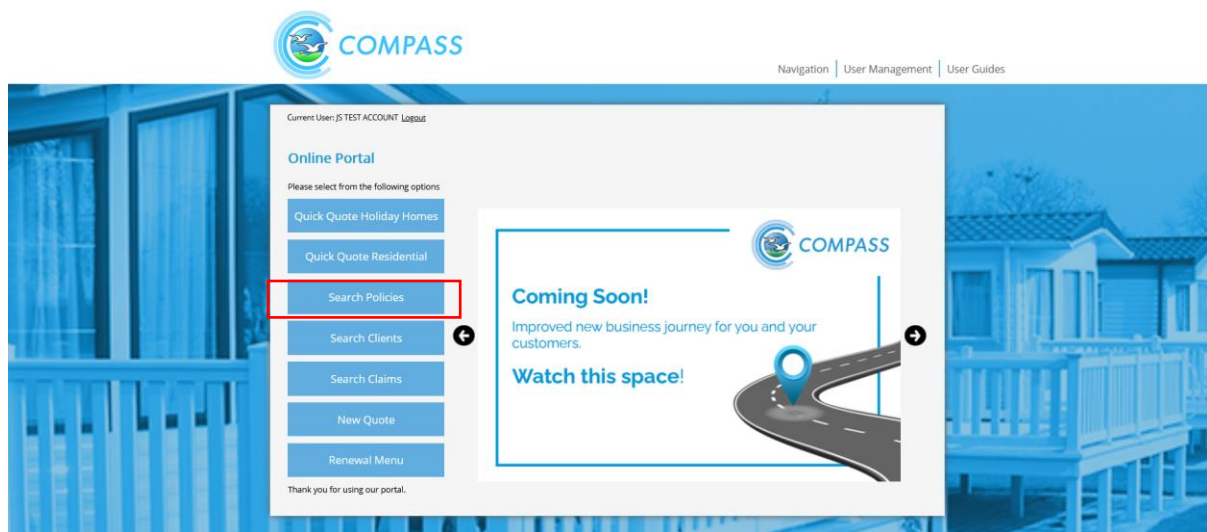 COMPASS
Navigation | User Management | User Guides
Current User: JS TEST ACCOUNT Logout
Online Portal
Please select from the following options
Quick Quote Holiday Homes
Quick Quote Residential
Search Policies
Search Clients
Search Claims
New Quote
Renewal Menu
Thank you for using our portal.
COMPASS
Coming Soon!
Improved new business journey for you and your
customers.
Watch this space!